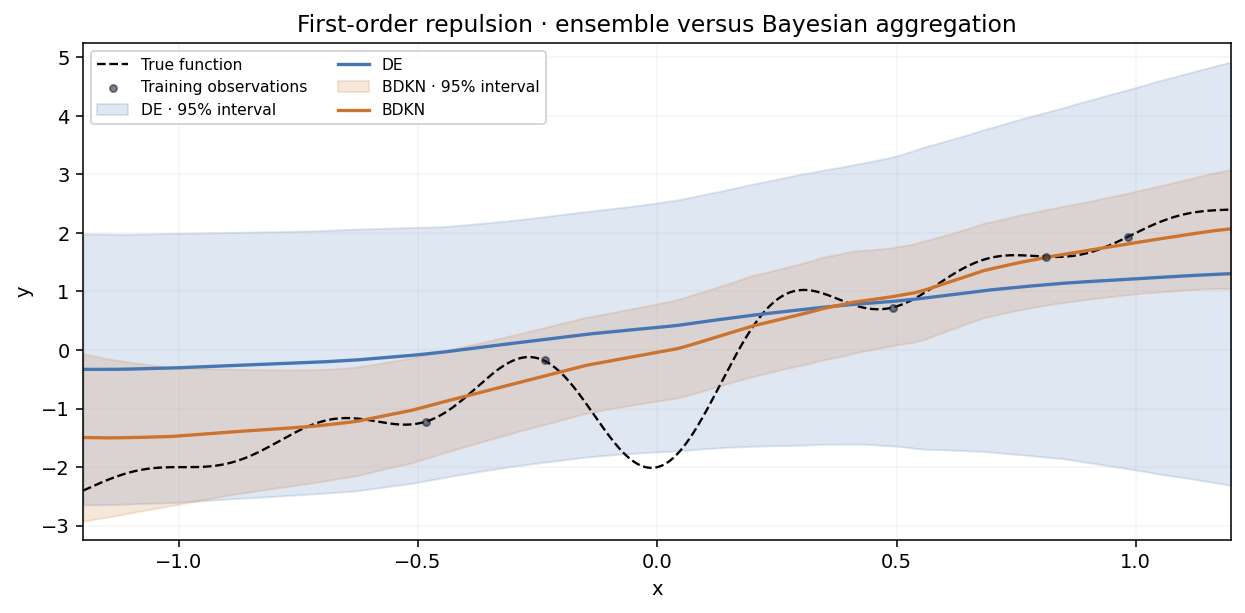 First-order repulsion · ensemble versus Bayesian aggregation
True function
Training observations
DE · 95% interval
DE
BDKN · 95% interval
BDKN
5
4
3
2
1
0
−1
−2
−3
y
−1.0 −0.5 0.0 0.5 1.0
x